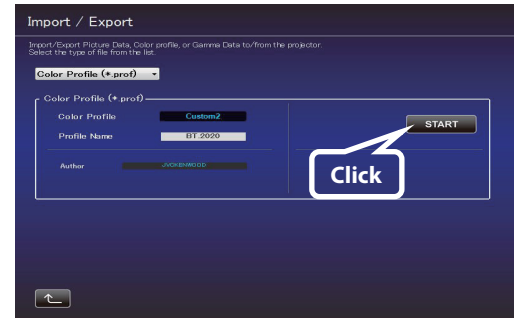 Import / Export
Import/Export Picture Data, Color profile, or Gamma Data to/from the projector.
Select the type of file from the list.
Color Profile (*.prof)
Color Profile (*.prof)
Color Profile Custom2
START
Profile Name BT.2020
Author JVCKENWOOD
Click